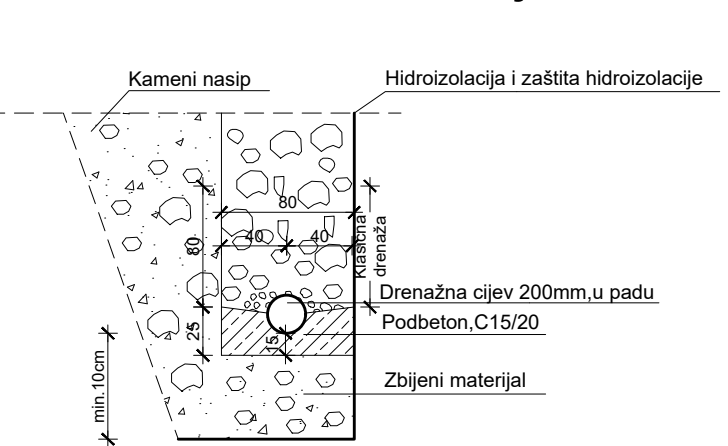 Kameni nasip
Hidroizolacija i zaštita hidroizolacije
80
40
40
80
Klasična
drenaža
Drenažna cijev 200mm,u padu
Podbeton,C15/20
25
15
min.10cm
Zbijeni materijal